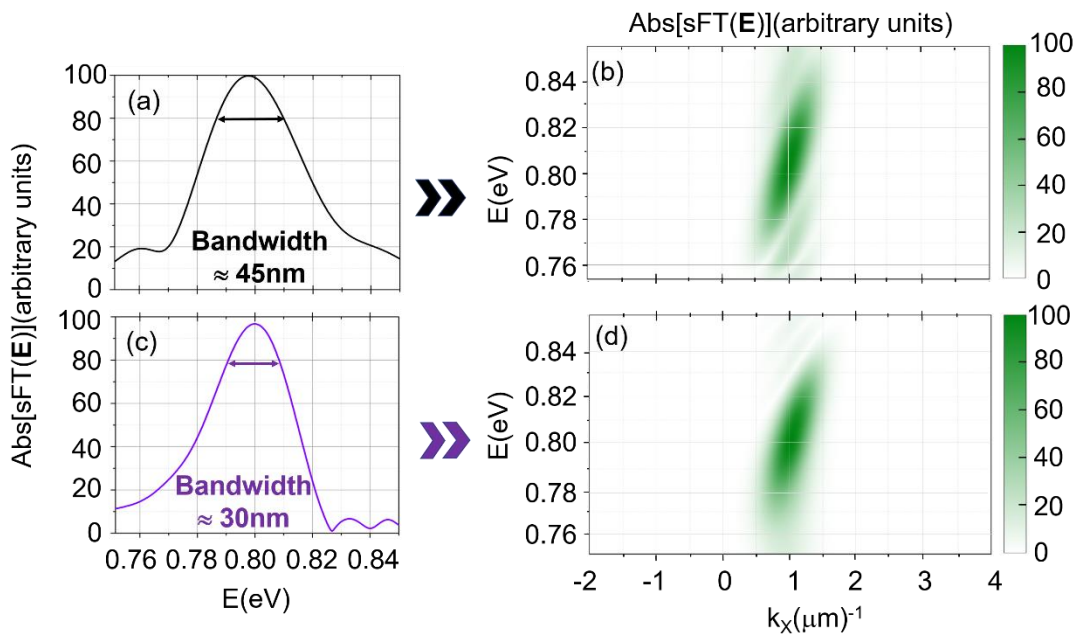 Abs[sFT(E)](arbitrary units)
Abs[sFT(E)](arbitrary units)
(a)
100
80
60
40
20
0
Bandwidth
≈ 45nm
(b)
E(eV)
0.84
0.82
0.80
0.78
0.76
100
80
60
40
20
0
(c)
100
80
60
40
20
0
Bandwidth
≈ 30nm
0.76 0.78 0.80 0.82 0.84
E(eV)
(d)
E(eV)
0.84
0.82
0.80
0.78
0.76
100
80
60
40
20
0
-2 -1 0 1 2 3 4
kX(μm)-1